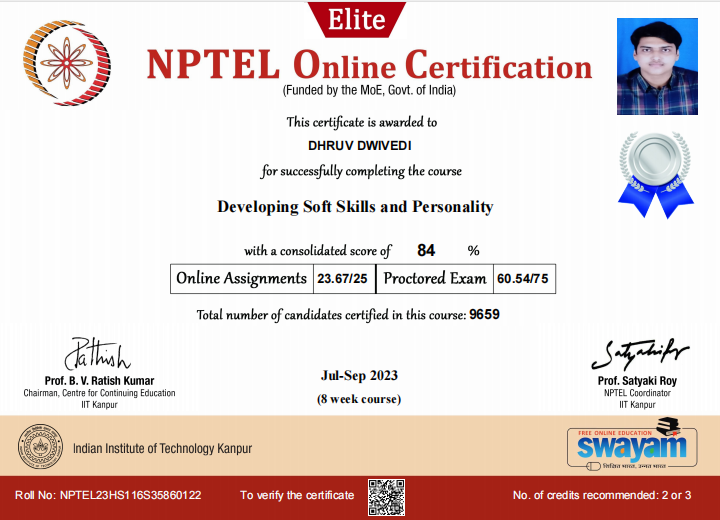 Elite
NPTEL Online Certification
(Funded by the MoE, Govt. of India)
This certificate is awarded to
DHRUV DWIVEDI
for successfully completing the course
Developing Soft Skills and Personality
with a consolidated score of 84 %
Online Assignments 23.67/25 Proctored Exam 60.54/75
Total number of candidates certified in this course: 9659
Prof. B. V. Ratish Kumar
Chairman, Centre for Continuing Education
IIT Kanpur
Jul-Sep 2023
(8 week course)
Prof. Satyaki Roy
NPTEL Coordinator
IIT Kanpur
Indian Institute of Technology Kanpur
FREE ONLINE EDUCATION
swayam
शिक्षित भारत, उन्नत भारत
Roll No: NPTEL23HS116S35860122 To verify the certificate No. of credits recommended: 2 or 3